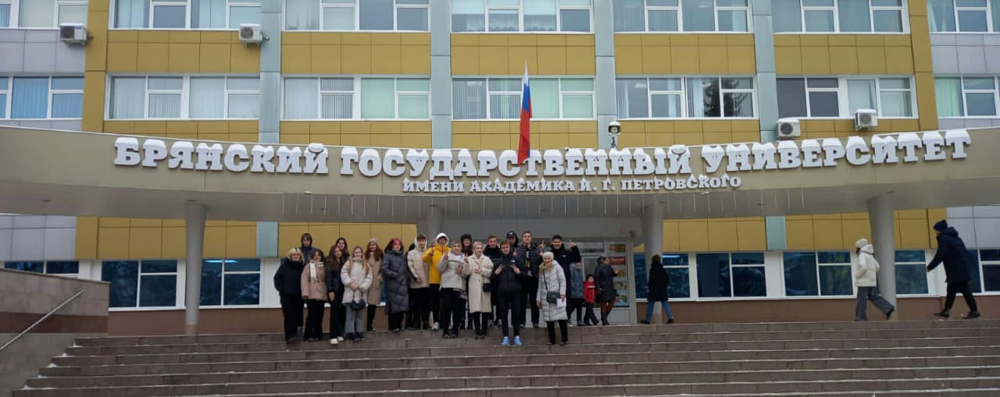 БРЯНСКИЙ ГОСУДАРСТВЕННЫЙ УНИВЕРСИТЕТ
ИМЕНИ АКАДЕМИКА И. Г. ПЕТРОВСКОГО